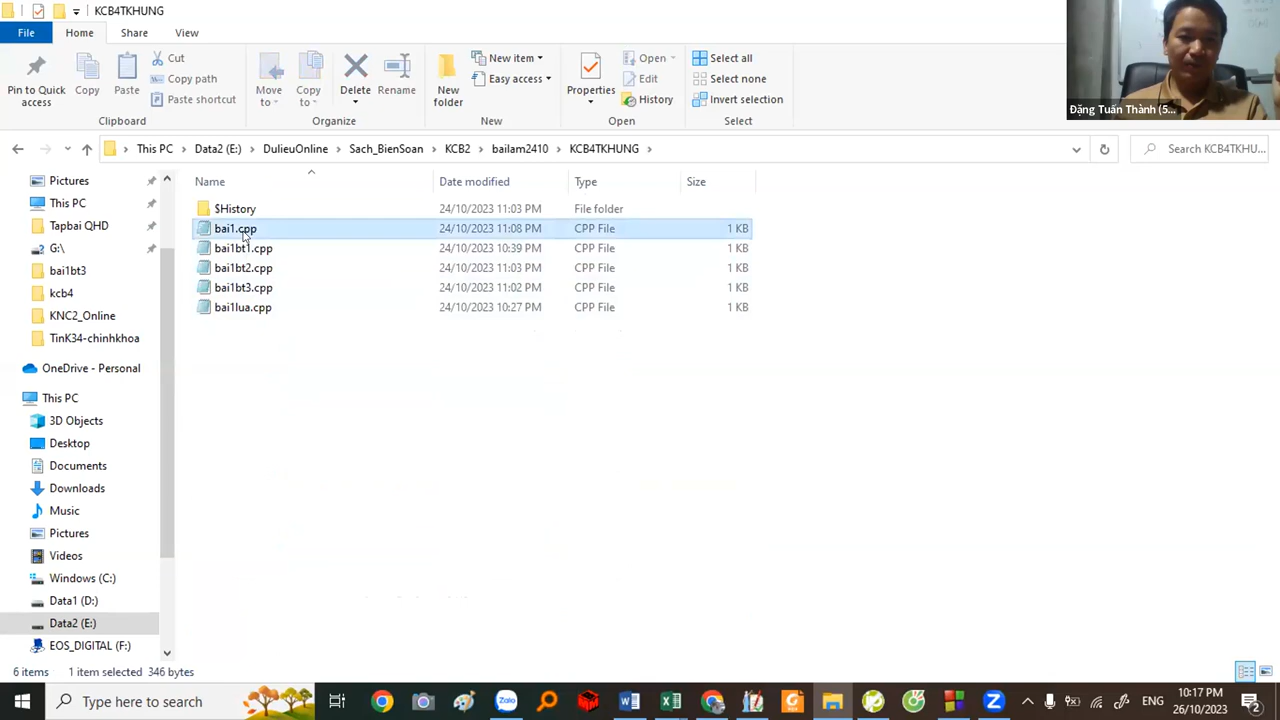 KCB4TKHUNG
File
Home
Share
View
Pin to Quick access
Copy
Paste
Cut
Copy path
Paste shortcut
Clipboard
Move to
Copy to
Delete
Rename
Organize
New folder
New item
Easy access
New
Properties
Open
Edit
History
Open
Select all
Select none
Invert selection
Select
Đặng Tuấn Thành (5...
This PC > Data2 (E:) > DulieuOnline > Sach_BienSoan > KCB2 > bailam2410 > KCB4TKHUNG >
Search KCB4TKHU...
Pictures
This PC
Tapbai QHD
G:\
bai1bt3
kcb4
KNC2_Online
TinK34-chinhkhoa
OneDrive - Personal
This PC
3D Objects
Desktop
Documents
Downloads
Music
Pictures
Videos
Windows (C:)
Data1 (D:)
Data2 (E:)
EOS_DIGITAL (F:)
Name Date modified Type Size
$History 24/10/2023 11:03 PM File folder
bai1.cpp 24/10/2023 11:08 PM CPP File 1 KB
bai1bt1.cpp 24/10/2023 10:39 PM CPP File 1 KB
bai1bt2.cpp 24/10/2023 11:03 PM CPP File 1 KB
bai1bt3.cpp 24/10/2023 11:02 PM CPP File 1 KB
bai1lua.cpp 24/10/2023 10:27 PM CPP File 1 KB
6 items 1 item selected 346 bytes
Type here to search
ENG
10:17 PM
26/10/2023
2